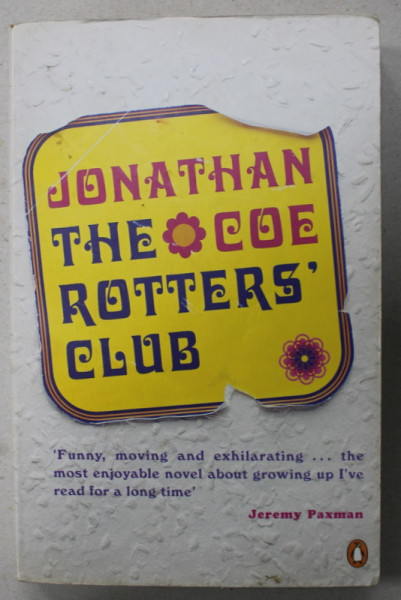 JONATHAN
THE COE
ROTTERS'
CLUB
'Funny, moving and exhilarating ... the
most enjoyable novel about growing up I've
read for a long time'
Jeremy Paxman